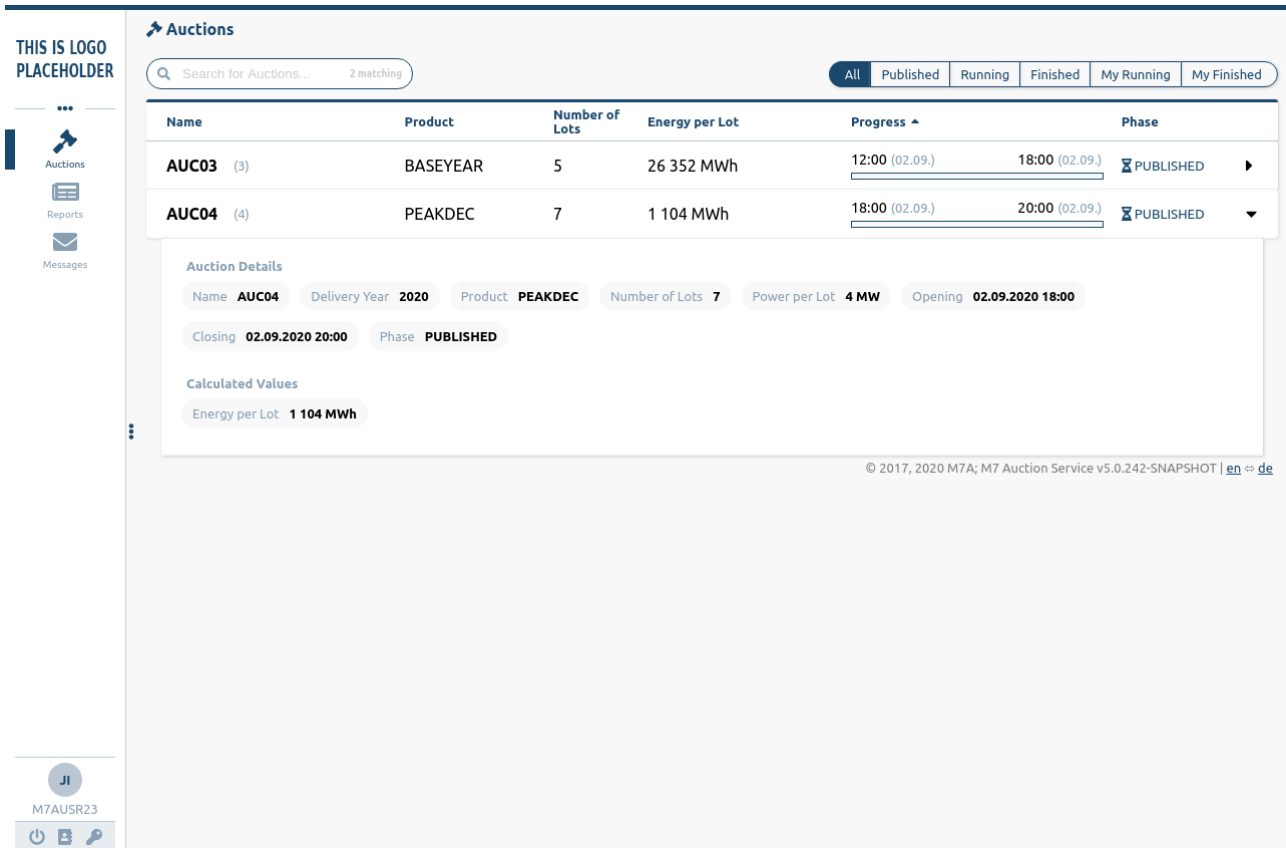 THIS IS LOGO
PLACEHOLDER
Auctions
Reports
Messages
JI
M7AUSR23
Auctions
Search for Auctions... 2 matching
All Published Running Finished My Running My Finished
Name Product Number of Lots Energy per Lot Progress Phase
AUC03 (3) BASEYEAR 5 26 352 MWh 12:00 (02.09.) 18:00 (02.09.) PUBLISHED
AUC04 (4) PEAKDEC 7 1 104 MWh 18:00 (02.09.) 20:00 (02.09.) PUBLISHED
Auction Details
Name AUC04 Delivery Year 2020 Product PEAKDEC Number of Lots 7 Power per Lot 4 MW Opening 02.09.2020 18:00
Closing 02.09.2020 20:00 Phase PUBLISHED
Calculated Values
Energy per Lot 1 104 MWh
© 2017, 2020 M7A; M7 Auction Service v5.0.242-SNAPSHOT | en ⇔ de